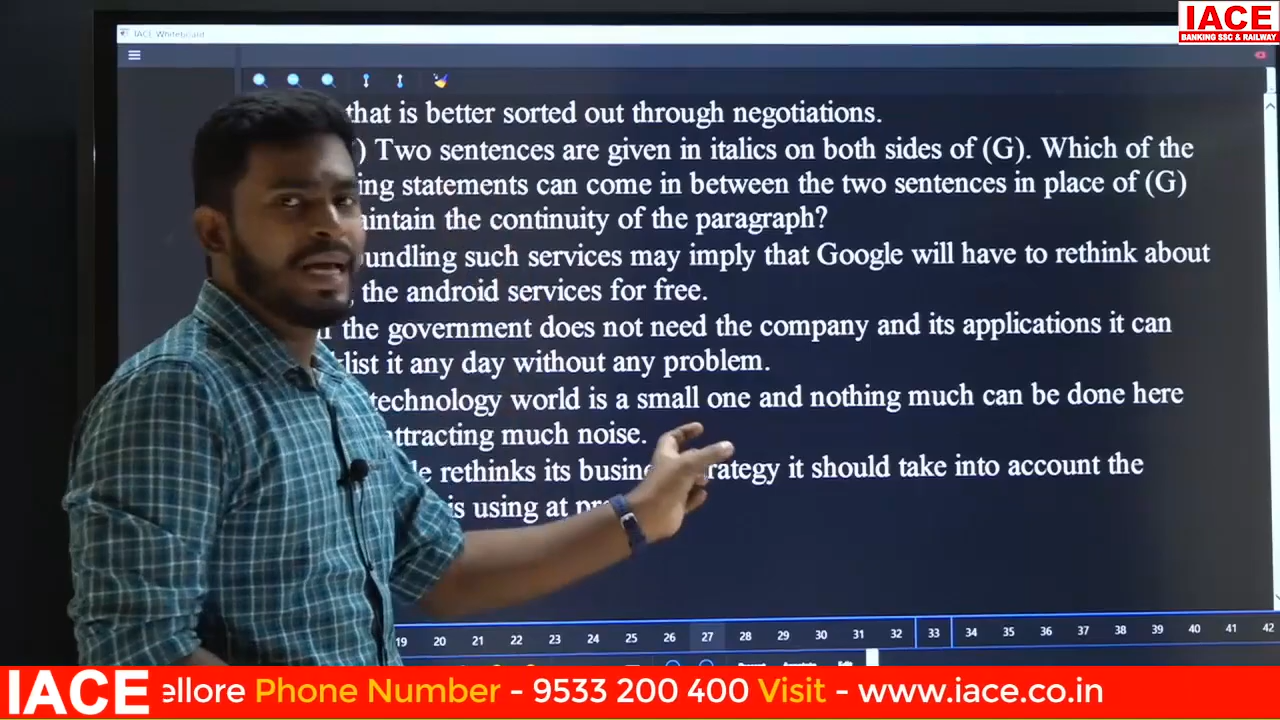 IACE
BANKING SSC & RAILWAY
IACE Whiteboard
that is better sorted out through negotiations.
) Two sentences are given in italics on both sides of (G). Which of the
ing statements can come in between the two sentences in place of (G)
aintain the continuity of the paragraph?
undling such services may imply that Google will have to rethink about
the android services for free.
the government does not need the company and its applications it can
list it any day without any problem.
technology world is a small one and nothing much can be done here
attracting much noise.
rethinks its rategy it should take into account the
is using at
19 20 21 22 23 24 25 26 27 28 29 30 31 32 33 34 35 36 37 38 39 40 41 42
IACE ellore Phone Number - 9533 200 400 Visit - www.iace.co.in